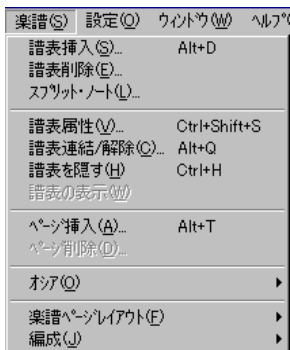 楽譜(S) 設定(O) ｳｨﾝﾄﾞｳ(W) ﾍﾙﾌﾟ
譜表挿入(S)... Alt+D
譜表削除(E)...
ｽﾌﾟﾘｯﾄ･ﾉｰﾄ(L)...
譜表属性(V)... Ctrl+Shift+S
譜表連結/解除(C)... Alt+Q
譜表を隠す(H) Ctrl+H
譜表の表示(W)
ﾍﾟｰｼﾞ挿入(A)... Alt+T
ﾍﾟｰｼﾞ削除(D)...
ｵｼｱ(O)
楽譜ﾍﾟｰｼﾞﾚｲｱｳﾄ(F)
編成(J)